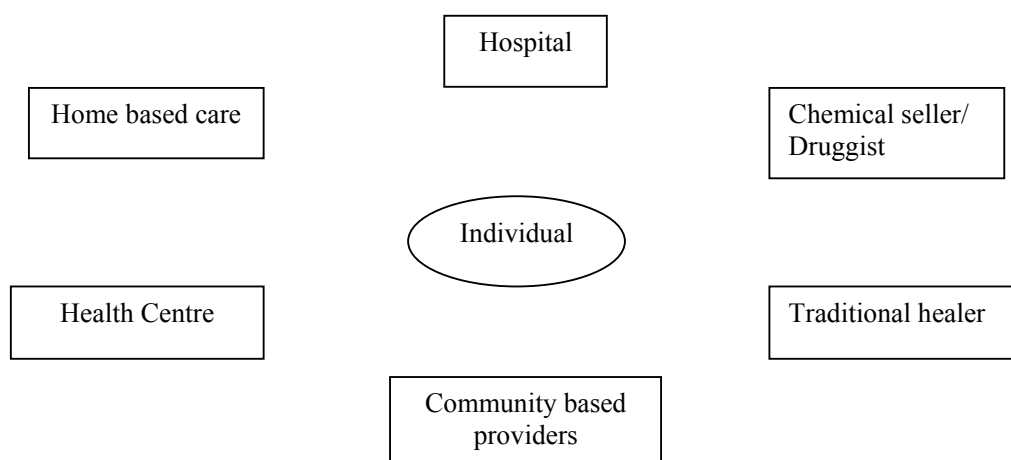 Hospital
Home based care
Chemical seller/
Druggist
Individual
Health Centre
Traditional healer
Community based
providers